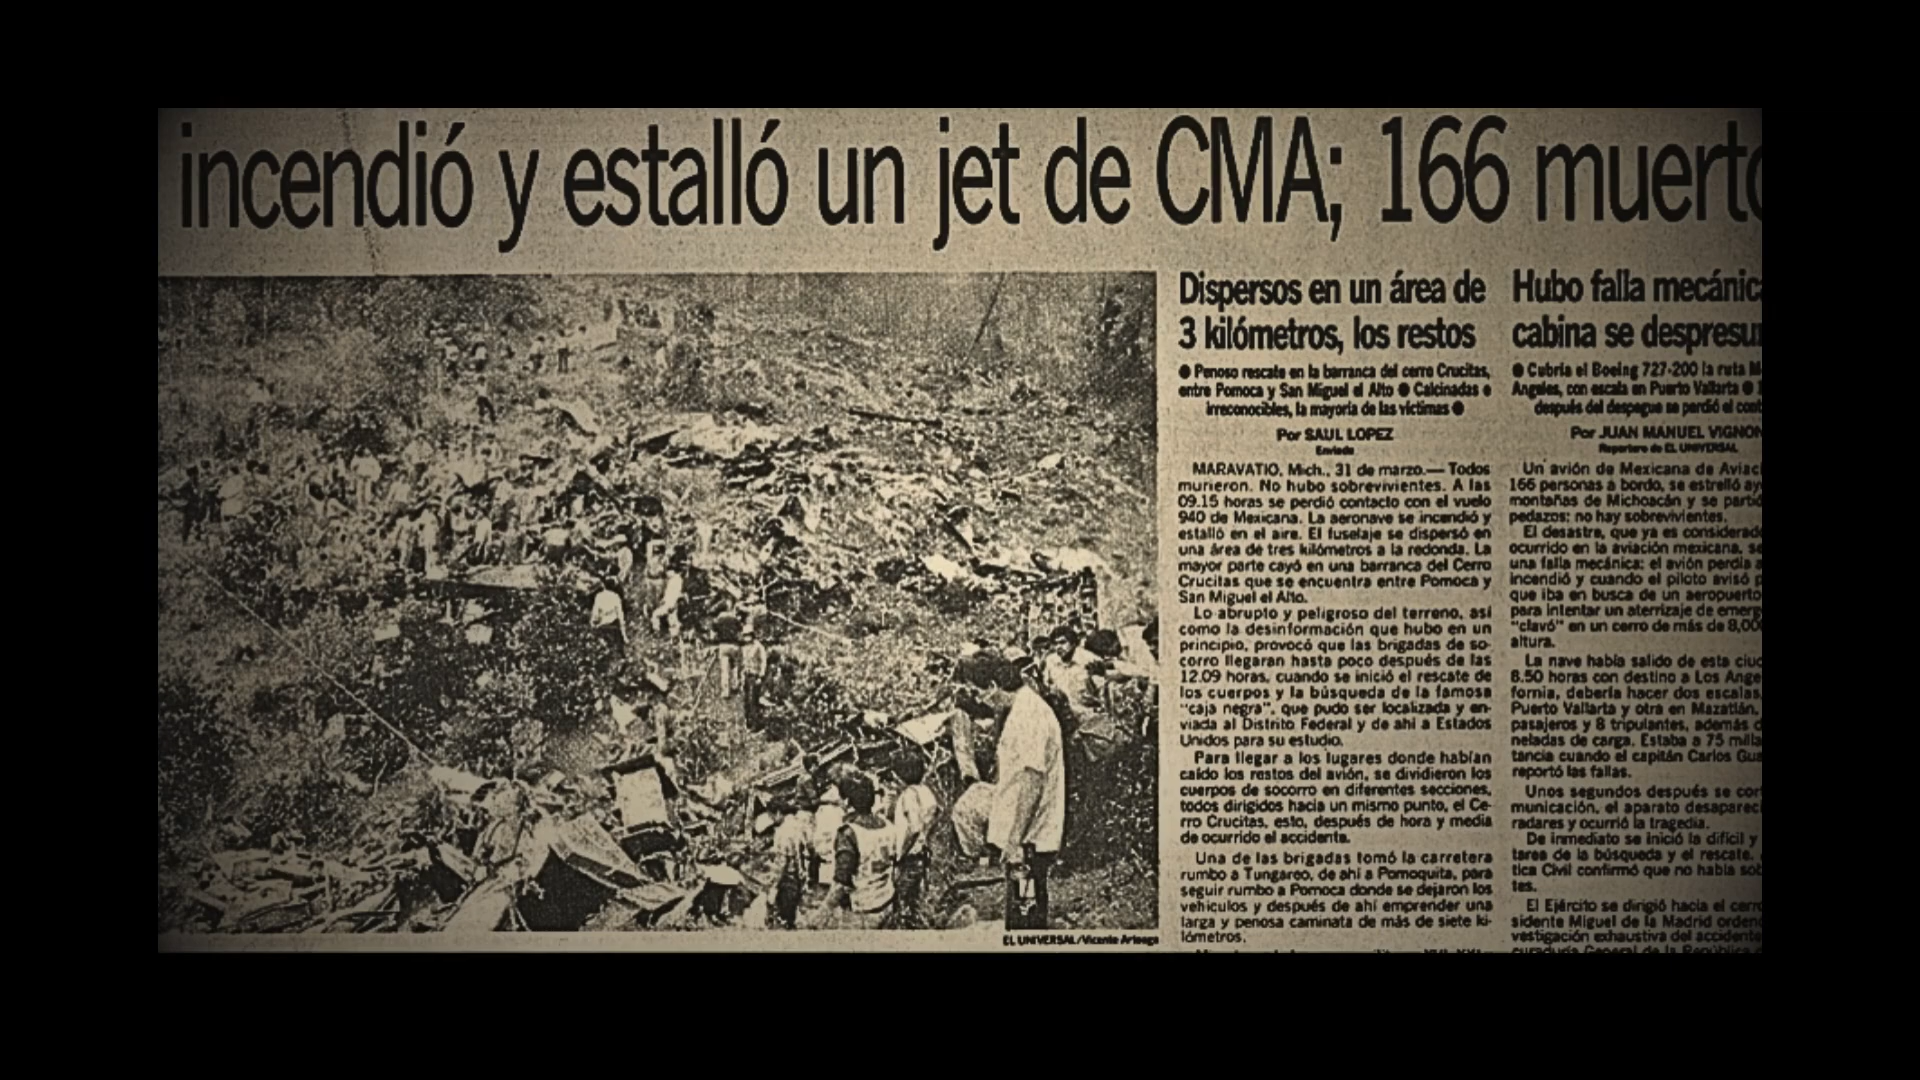 incendió y estalló un jet de CMA; 166 muerto
Dispersos en un área de
3 kilómetros, los restos
● Penoso rescate en la barranca del cerro Crucitas,
entre Pomoca y San Miguel el Alto ● Calcinadas e
irreconocibles, la mayoría de las víctimas ●
Por SAUL LOPEZ
Enviado
MARAVATIO, Mich., 31 de marzo.— Todos
murieron. No hubo sobrevivientes. A las
09.15 horas se perdió contacto con el vuelo
940 de Mexicana. La aeronave se incendió y
estalló en el aire. El fuselaje se dispersó en
una área de tres kilómetros a la redonda. La
mayor parte cayó en una barranca del Cerro
Crucitas que se encuentra entre Pomoca y
San Miguel el Alto.
Lo abrupto y peligroso del terreno, así
como la desinformación que hubo en un
principio, provocó que las brigadas de so-
corro llegaran hasta poco después de las
12.09 horas, cuando se inició el rescate de
los cuerpos y la búsqueda de la famosa
"caja negra", que pudo ser localizada y en-
viada al Distrito Federal y de ahí a Estados
Unidos para su estudio.
Para llegar a los lugares donde habían
caído los restos del avión, se dividieron los
cuerpos de socorro en diferentes secciones,
todos dirigidos hacia un mismo punto, el Ce-
rro Crucitas, esto, después de hora y media
de ocurrido el accidente.
Una de las brigadas tomó la carretera
rumbo a Tungareo, de ahí a Pomoquita, para
seguir rumbo a Pomoca donde se dejaron los
vehículos y después de ahí emprender una
larga y penosa caminata de más de siete ki-
lómetros.
Hubo falla mecánic
cabina se despresu
● Cubría el Boeing 727-200 la ruta M
Angeles, con escala en Puerto Vallarta ●
después del despegue se perdió el cont
Por JUAN MANUEL VIGNON
Reportero de EL UNIVERSAL
Un avión de Mexicana de Aviaci
166 personas a bordo, se estrelló ay
montañas de Michoacán y se partió
pedazos; no hay sobrevivientes.
El desastre, que ya es considerad
ocurrido en la aviación mexicana, se
una falla mecánica: el avión perdía a
incendió y cuando el piloto avisó p
que iba en busca de un aeropuerto
para intentar un aterrizaje de emerg
"clavó" en un cerro de más de 8,00
altura.
La nave había salido de esta ciud
8.50 horas con destino a Los Ange
fornia, debería hacer dos escalas,
Puerto Vallarta y otra en Mazatlán,
pasajeros y 8 tripulantes, además d
neladas de carga. Estaba a 75 milla
tancia cuando el capitán Carlos Gua
reportó las fallas.
Unos segundos después se cor
municación, el aparato desapareci
radares y ocurrió la tragedia.
De inmediato se inició la difícil y
tarea de la búsqueda y el rescate.
tica Civil confirmó que no había sob
tes.
El Ejército se dirigió hacia el cerro
sidente Miguel de la Madrid orden
vestigación exhaustiva del accidente
curaduría General de la República
EL UNIVERSAL/Vicente Arteaga